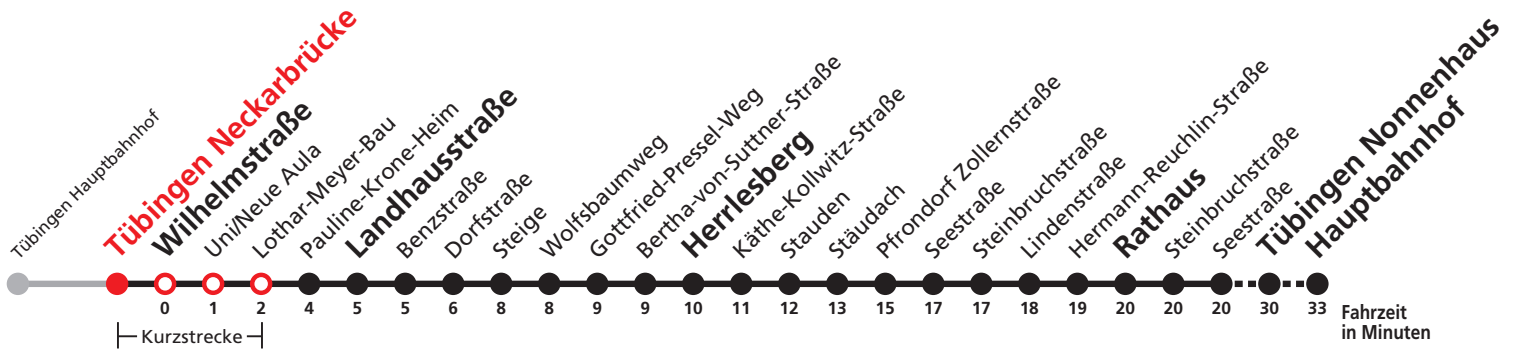 Tübingen Hauptbahnhof
Tübingen Neckarbrücke
Wilhelmstraße
Uni/Neue Aula
Lothar-Meyer-Bau
Pauline-Krone-Heim
Landhausstraße
Benzstraße
Dorfstraße
Steige
Wolfsbaumweg
Gottfried-Pressel-Weg
Bertha-von-Suttner-Straße
Herrlesberg
Käthe-Kollwitz-Straße
Stauden
Stäudach
Pfrondorf Zollernstraße
Seestraße
Steinbruchstraße
Lindenstraße
Hermann-Reuchlin-Straße
Rathaus
Steinbruchstraße
Seestraße
Tübingen Nonnenhaus
Hauptbahnhof
0 1 2 4 5 5 6 8 8 9 9 10 11 12 13 15 17 17 18 19 20 20 20 30 33
Fahrzeit
in Minuten
Kurzstrecke